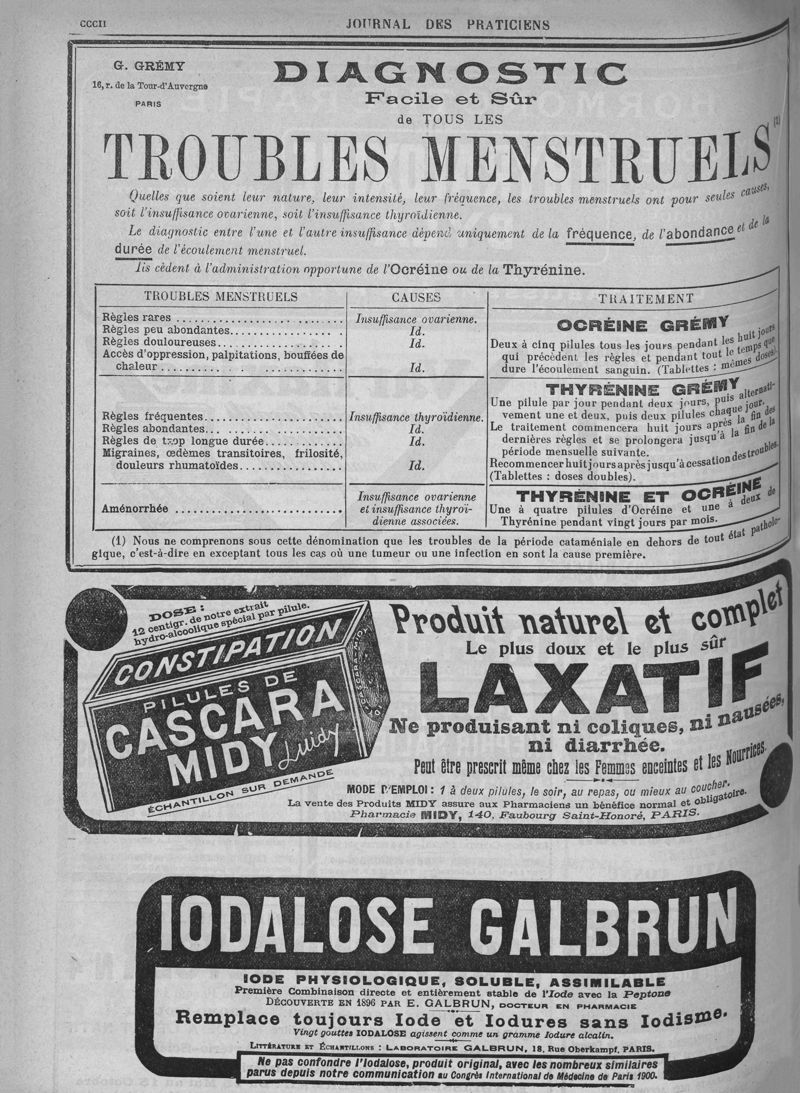 CCCII
JOURNAL DES PRATICIENS
G. GRÉMY
16, r. de la Tour-d'Auvergne
PARIS
DIAGNOSTIC
Facile et Sûr
de TOUS LES
TROUBLES MENSTRUELS (1)
Quelles que soient leur nature, leur intensité, leur fréquence, les troubles menstruels ont pour seules causes,
soit l'insuffisance ovarienne, soit l'insuffisance thyroïdienne.
Le diagnostic entre l'une et l'autre insuffisance dépend uniquement de la fréquence, de l'abondance et de la
durée de l'écoulement menstruel.
Ils cèdent à l'administration opportune de l'Ocréine ou de la Thyrénine.
TROUBLES MENSTRUELS
CAUSES
TRAITEMENT
Règles rares ........ Insuffisance ovarienne.
Règles peu abondantes........ Id.
Règles douloureuses........ Id.
Accès d'oppression, palpitations, bouffées de
chaleur ........ Id.
OCRÉINE GRÉMY
Deux à cinq pilules tous les jours pendant les huit jours
qui précèdent les règles et pendant tout le temps que
dure l'écoulement sanguin. (Tablettes : mêmes doses).
Règles fréquentes........ Insuffisance thyroïdienne.
Règles abondantes........ Id.
Règles de trop longue durée........ Id.
Migraines, œdèmes transitoires, frilosité,
douleurs rhumatoïdes........ Id.
THYRÉNINE GRÉMY
Une pilule par jour pendant deux jours, puis alternati-
vement une et deux, puis deux pilules chaque jour.
Le traitement commencera huit jours après la fin des
dernières règles et se prolongera jusqu'à la fin de la
période mensuelle suivante.
Recommencer huit jours après jusqu'à cessation des troubles.
(Tablettes : doses doubles).
Aménorrhée ........ Insuffisance ovarienne
et insuffisance thyroï-
dienne associées.
THYRÉNINE ET OCRÉINE
Une à quatre pilules d'Ocréine et une à deux de
Thyrénine pendant vingt jours par mois.
(1) Nous ne comprenons sous cette dénomination que les troubles de la période cataméniale en dehors de tout état patholo-
gique, c'est-à-dire en exceptant tous les cas où une tumeur ou une infection en sont la cause première.
DOSE :
12 centigr. de notre extrait
hydro-alcoolique spécial par pilule.
CONSTIPATION
PILULES DE
CASCARA
MIDY
Midy
CASCARA-MIDY
ÉCHANTILLON SUR DEMANDE
Produit naturel et complet
Le plus doux et le plus sûr
LAXATIF
Ne produisant ni coliques, ni nausées,
ni diarrhée.
Peut être prescrit même chez les Femmes enceintes et les Nourrices.
MODE D'EMPLOI : 1 à deux pilules, le soir, au repas, ou mieux au coucher.
La vente des Produits MIDY assure aux Pharmaciens un bénéfice normal et obligatoire.
Pharmacie MIDY, 140, Faubourg Saint-Honoré, PARIS.
IODALOSE GALBRUN
IODE PHYSIOLOGIQUE, SOLUBLE, ASSIMILABLE
Première Combinaison directe et entièrement stable de l'Iode avec la Peptone
DÉCOUVERTE EN 1896 PAR E. GALBRUN, DOCTEUR EN PHARMACIE
Remplace toujours Iode et Iodures sans Iodisme.
Vingt gouttes IODALOSE agissent comme un gramme Iodure alcalin.
LITTÉRATURE ET ÉCHANTILLONS : LABORATOIRE GALBRUN, 18, Rue Oberkampf, PARIS.
Ne pas confondre l'Iodalose, produit original, avec les nombreux similaires
parus depuis notre communication au Congrès International de Médecine de Paris 1900.